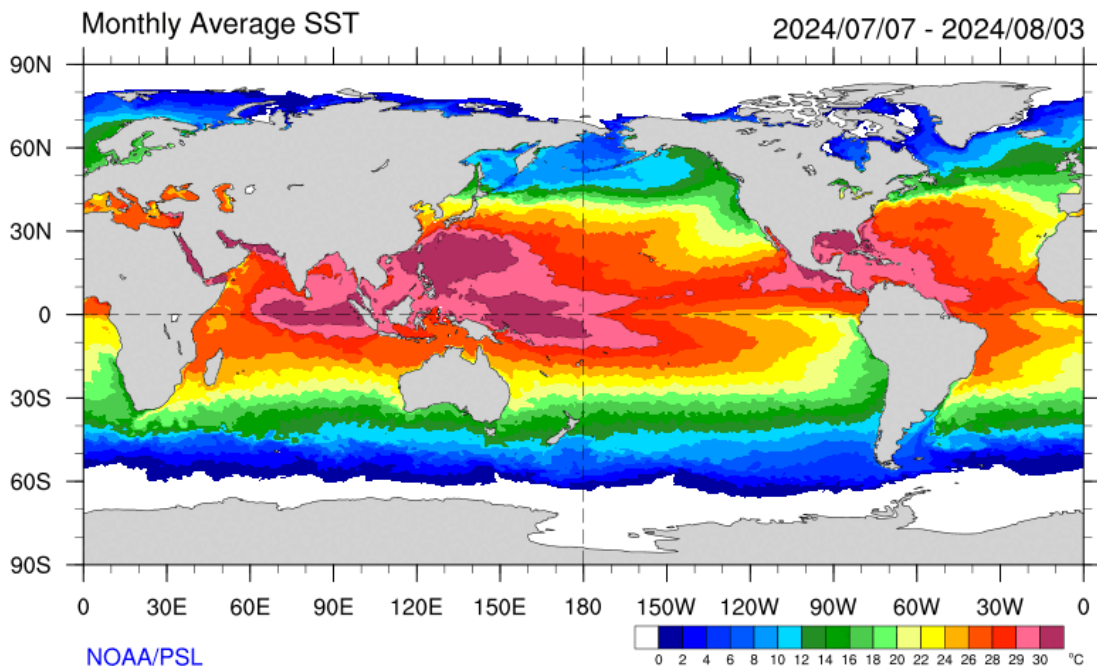 Monthly Average SST 2024/07/07 - 2024/08/03
90N
60N
30N
0
30S
60S
90S
0 30E 60E 90E 120E 150E 180 150W 120W 90W 60W 30W 0
NOAA/PSL
0 2 4 6 8 10 12 14 16 18 20 22 24 26 28 29 30 °C